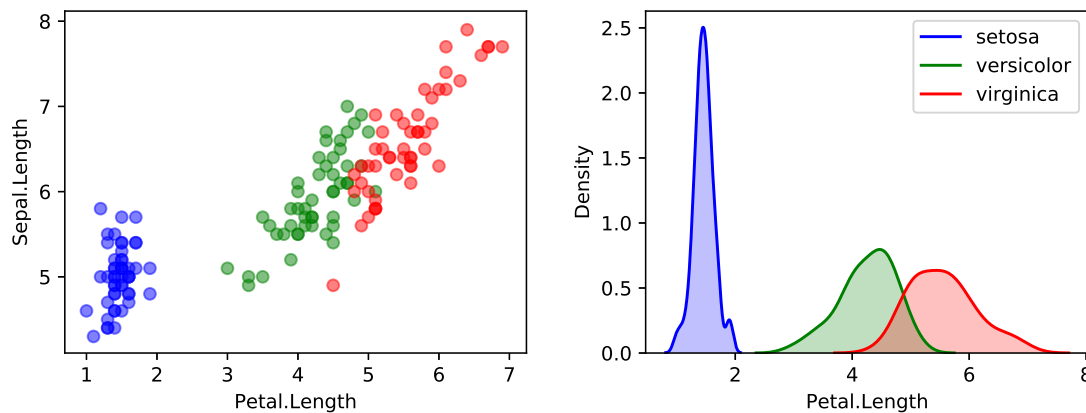 8
7
6
5
Sepal.Length
1 2 3 4 5 6 7
Petal.Length
2.5
2.0
1.5
1.0
0.5
0.0
Density
setosa
versicolor
virginica
2 4 6 8
Petal.Length